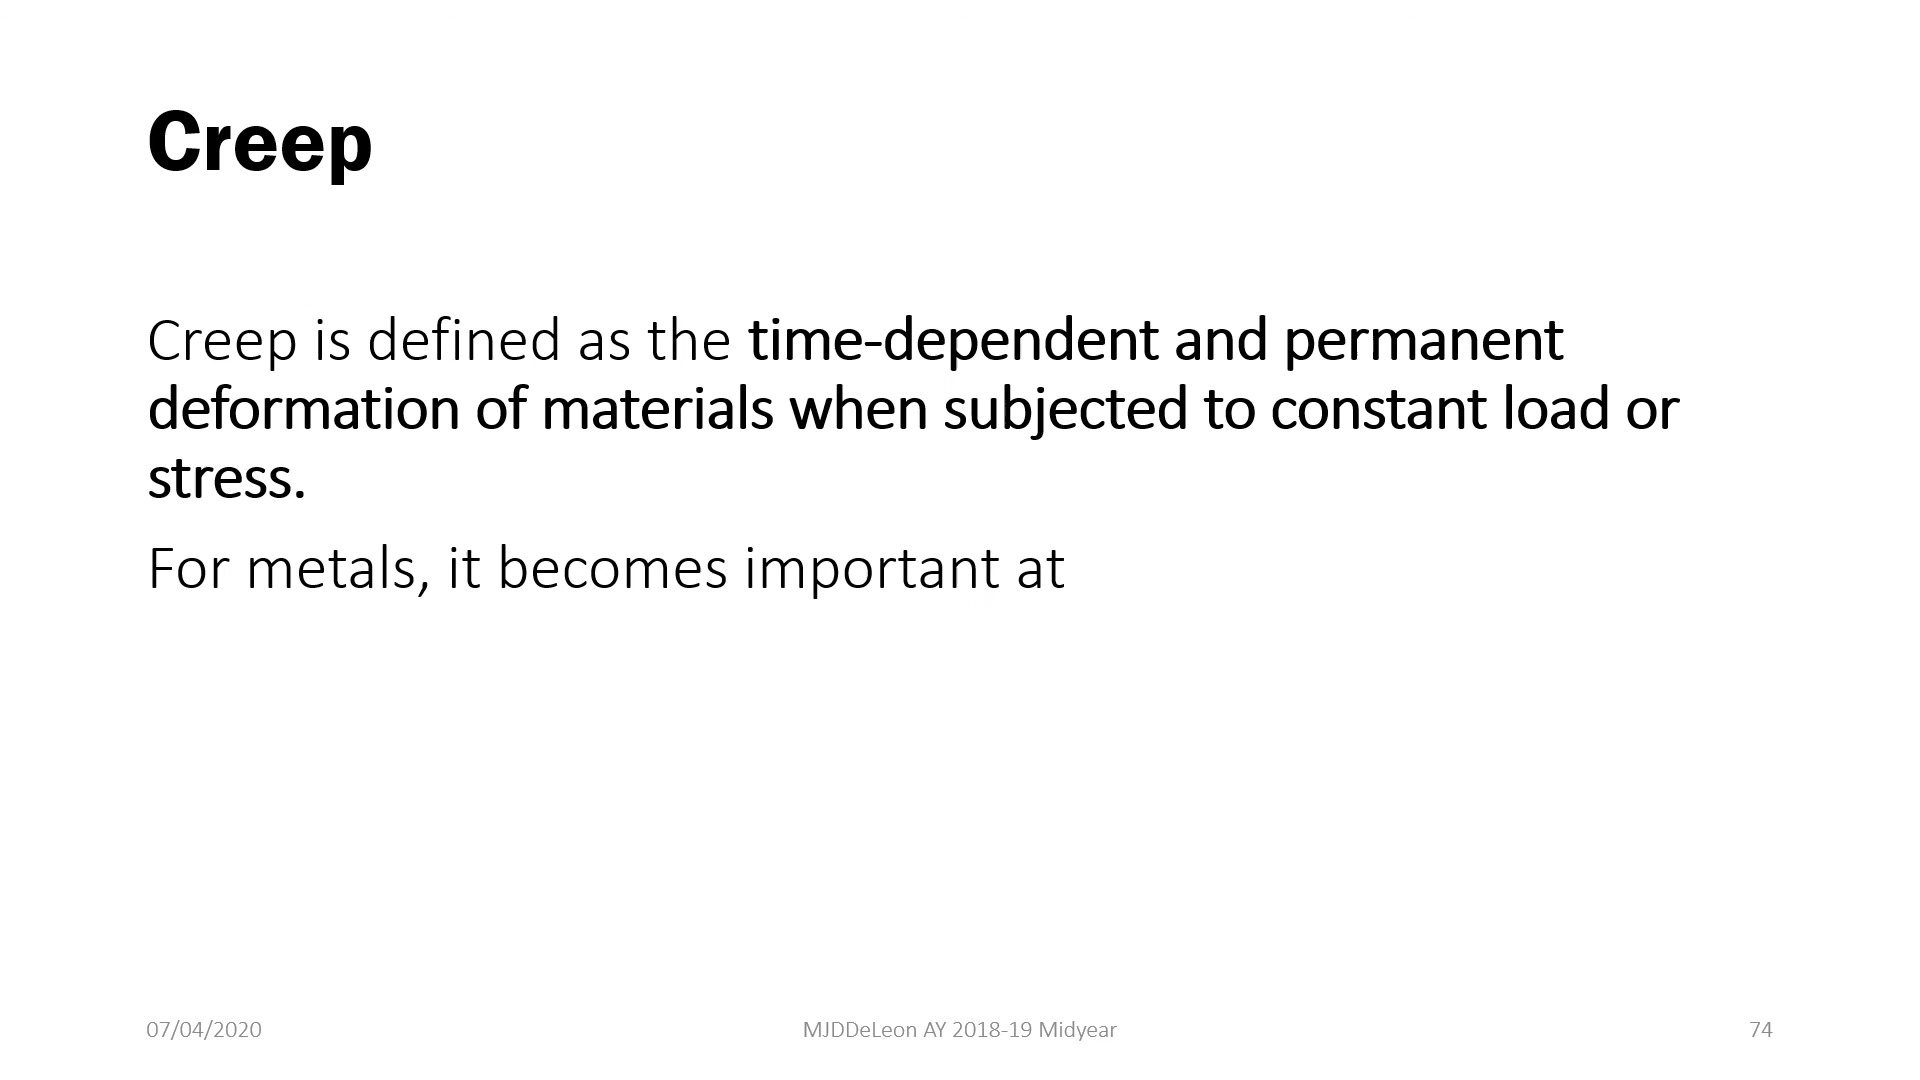 Creep
Creep is defined as the time-dependent and permanent
deformation of materials when subjected to constant load or
stress.
For metals, it becomes important at
07/04/2020
MJDDeLeon AY 2018-19 Midyear
74